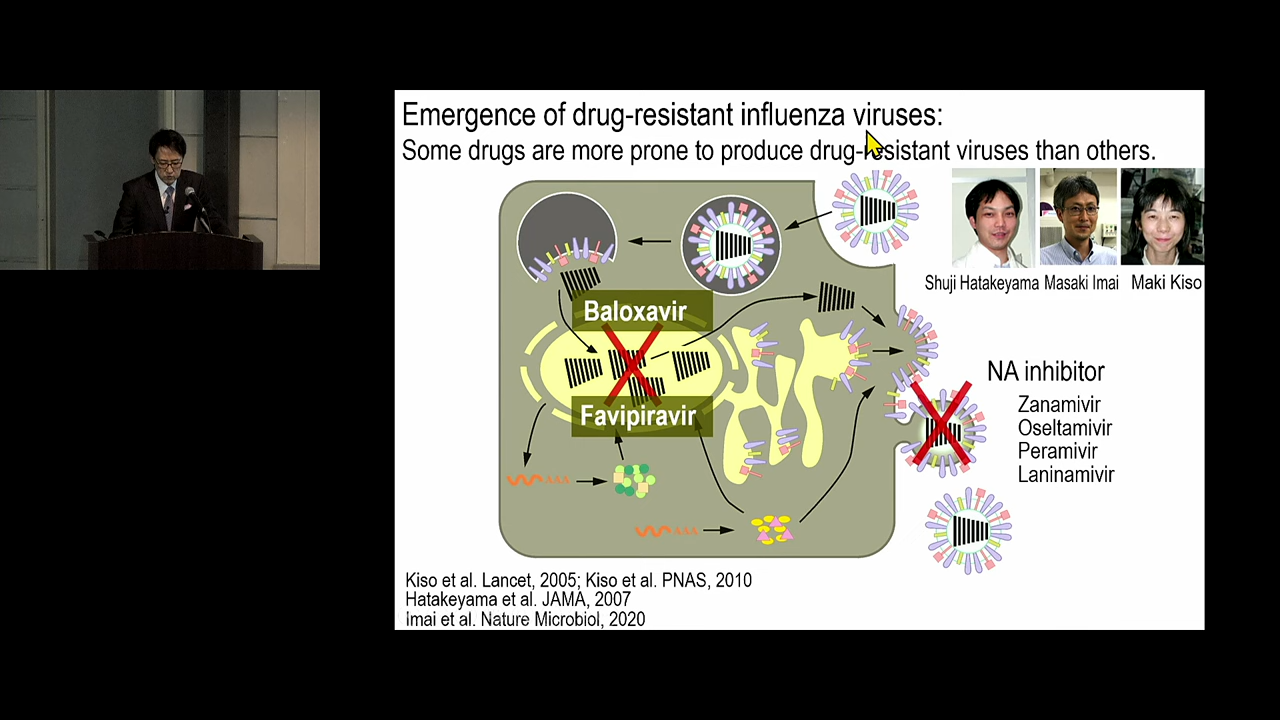 Emergence of drug-resistant influenza viruses:
Some drugs are more prone to produce drug-resistant viruses than others.
Shuji Hatakeyama Masaki Imai Maki Kiso
Baloxavir
Favipiravir
NA inhibitor
Zanamivir
Oseltamivir
Peramivir
Laninamivir
AAA
AAA
Kiso et al. Lancet, 2005; Kiso et al. PNAS, 2010
Hatakeyama et al. JAMA, 2007
Imai et al. Nature Microbiol, 2020